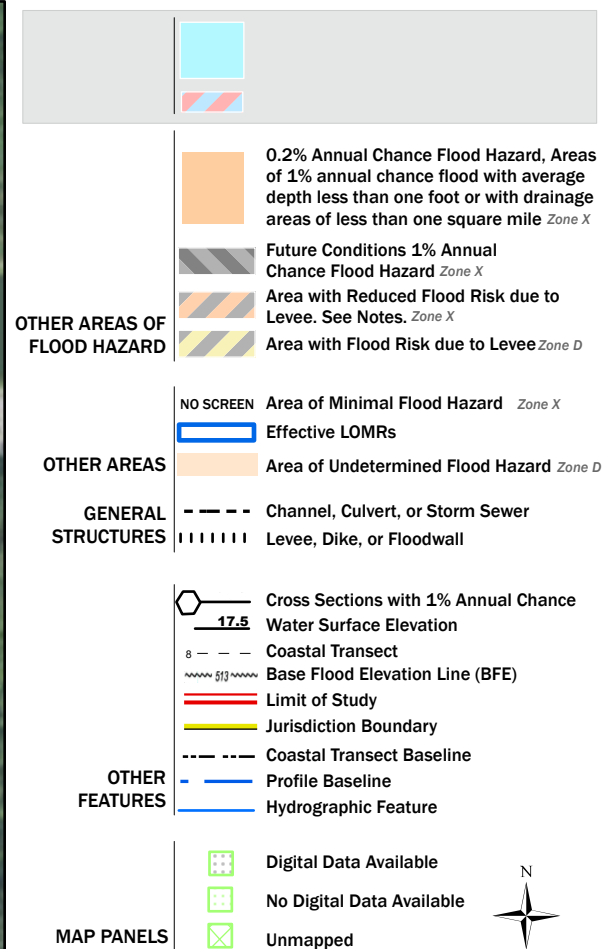 0.2% Annual Chance Flood Hazard, Areas
of 1% annual chance flood with average
depth less than one foot or with drainage
areas of less than one square mile Zone X
Future Conditions 1% Annual
Chance Flood Hazard Zone X
Area with Reduced Flood Risk due to
Levee. See Notes. Zone X
OTHER AREAS OF
FLOOD HAZARD
Area with Flood Risk due to Levee Zone D
NO SCREEN Area of Minimal Flood Hazard Zone X
Effective LOMRs
OTHER AREAS
Area of Undetermined Flood Hazard Zone D
GENERAL
STRUCTURES
Channel, Culvert, or Storm Sewer
Levee, Dike, or Floodwall
Cross Sections with 1% Annual Chance
17.5 Water Surface Elevation
8 Coastal Transect
513 Base Flood Elevation Line (BFE)
Limit of Study
Jurisdiction Boundary
Coastal Transect Baseline
OTHER
FEATURES
Profile Baseline
Hydrographic Feature
Digital Data Available
No Digital Data Available
N
MAP PANELS
Unmapped